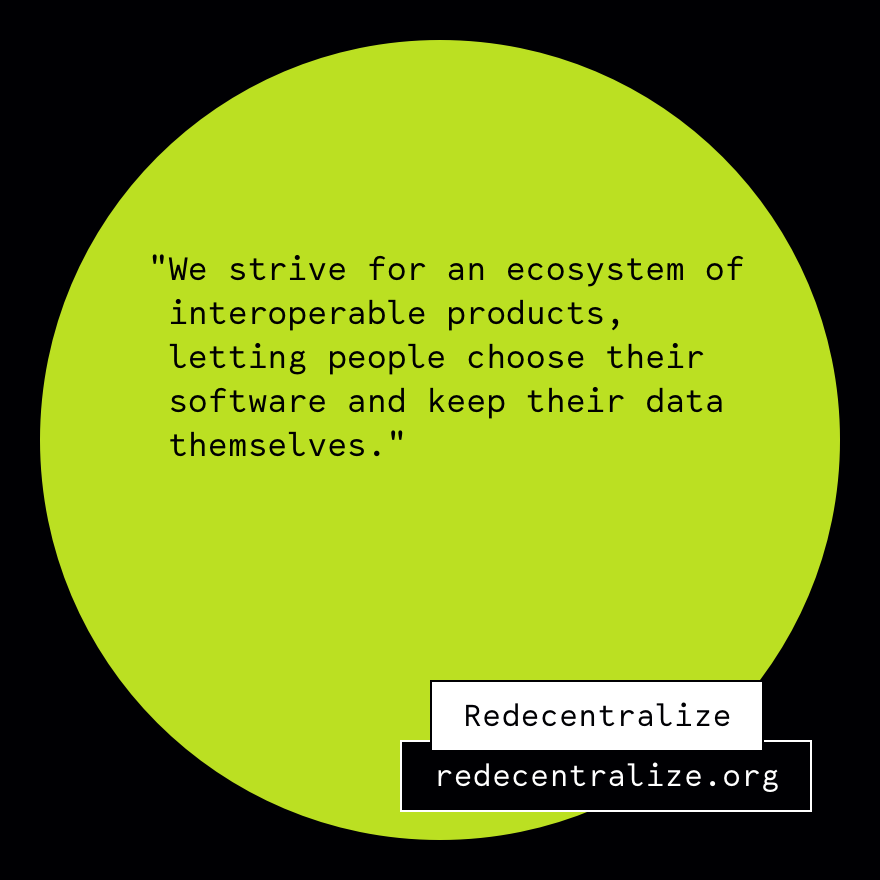 "We strive for an ecosystem of
interoperable products,
letting people choose their
software and keep their data
themselves."
Redecentralize
redecentralize.org